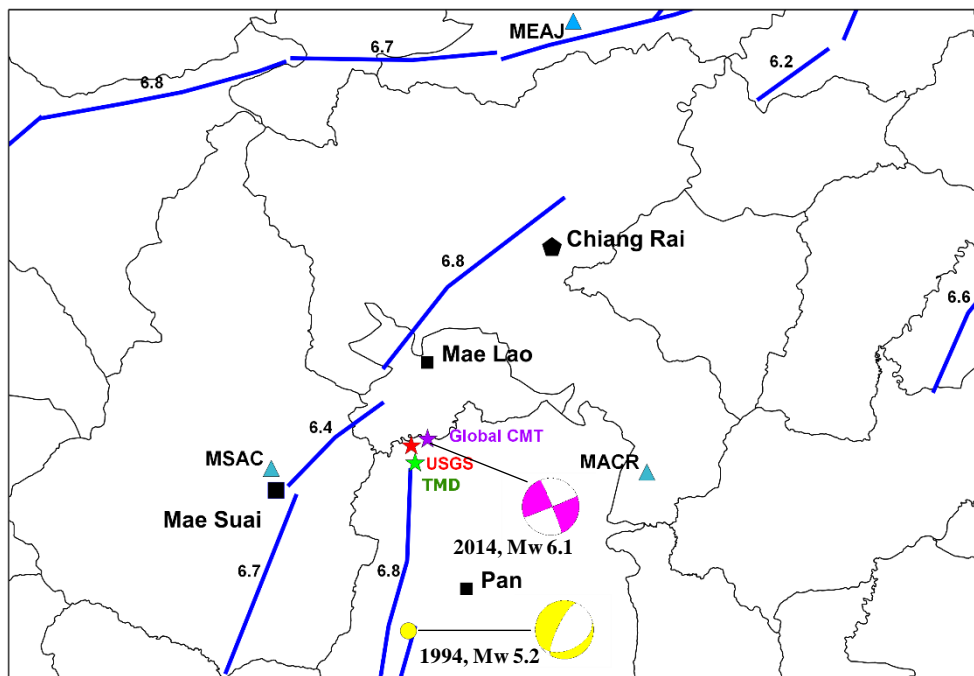 MEAJ
6.7
6.8
6.2
Chiang Rai
6.8
6.6
Mae Lao
6.4
Global CMT
MSAC
USGS
MACR
TMD
Mae Suai
2014, Mw 6.1
6.7
6.8
Pan
1994, Mw 5.2